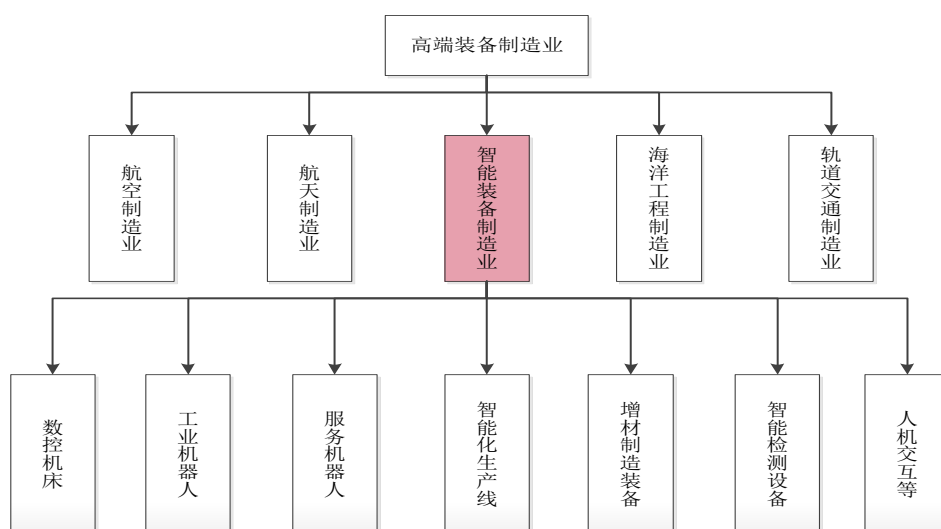 高端装备制造业
航空制造业
航天制造业
智能装备制造业
海洋工程制造业
轨道交通制造业
数控机床
工业机器人
服务机器人
智能化生产线
增材制造装备
智能检测设备
人机交互等